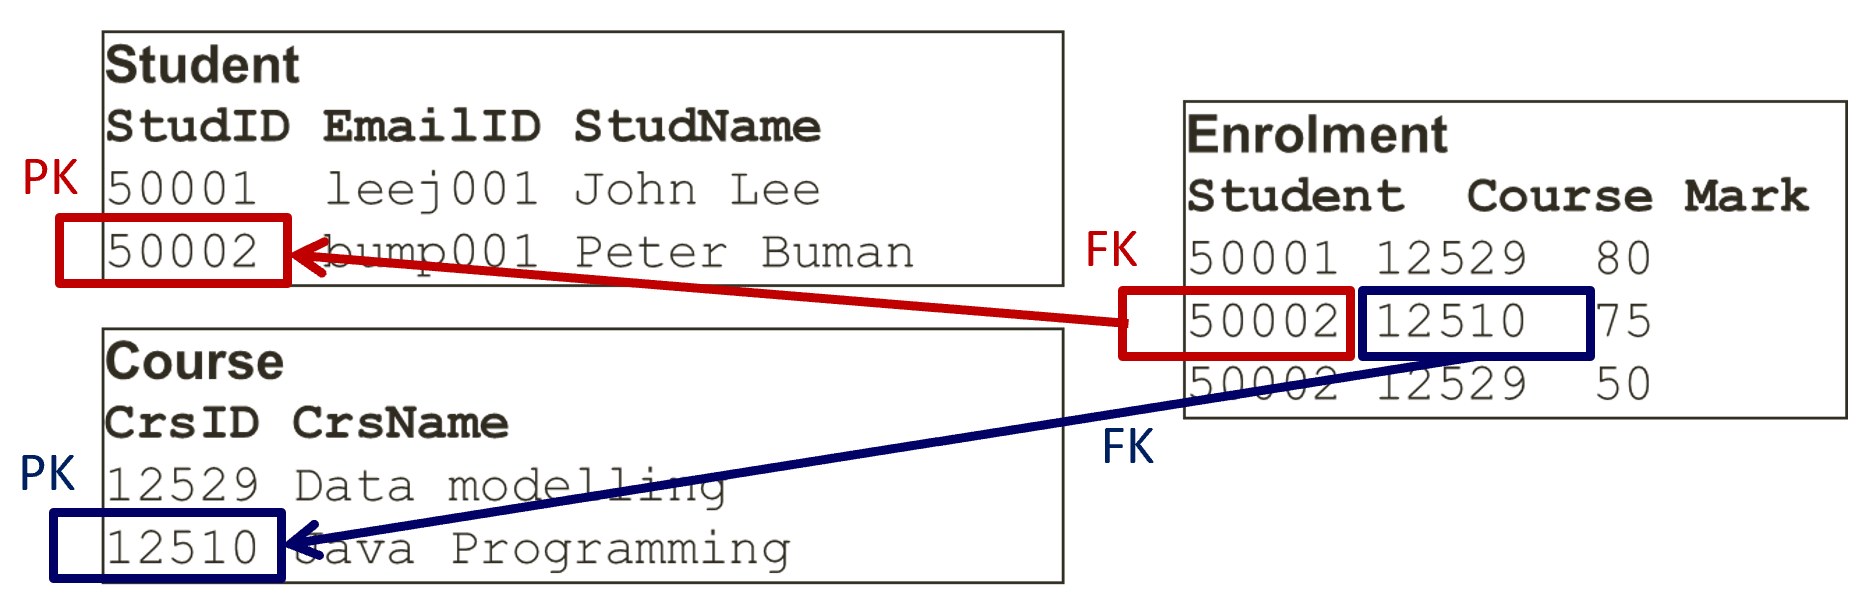 Student
StudID EmailID StudName
PK
50001 leej001 John Lee
50002 bump001 Peter Buman
Course
CrsID CrsName
PK
12529 Data modelling
12510 Java Programming
Enrolment
Student Course Mark
FK
50001 12529 80
50002 12510 75
50002 12529 50
FK